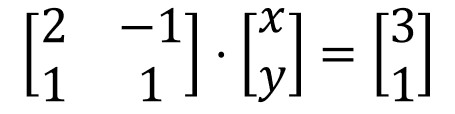 [2 −1] [x] = [3]
[1 1] · [y] [1]